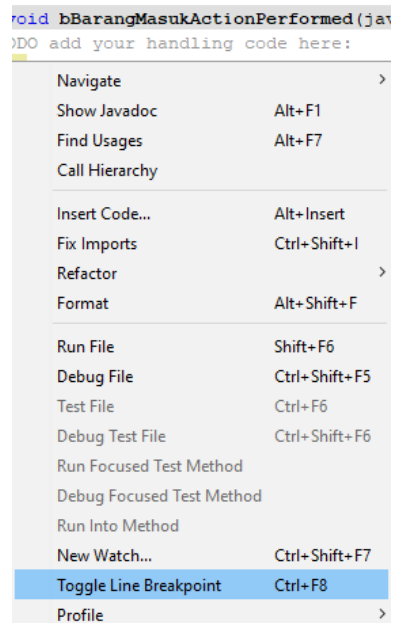 void bBarangMasukActionPerformed(jav
ODO add your handling code here:
Navigate >
Show Javadoc Alt+F1
Find Usages Alt+F7
Call Hierarchy
Insert Code... Alt+Insert
Fix Imports Ctrl+Shift+I
Refactor >
Format Alt+Shift+F
Run File Shift+F6
Debug File Ctrl+Shift+F5
Test File Ctrl+F6
Debug Test File Ctrl+Shift+F6
Run Focused Test Method
Debug Focused Test Method
Run Into Method
New Watch... Ctrl+Shift+F7
Toggle Line Breakpoint Ctrl+F8
Profile >